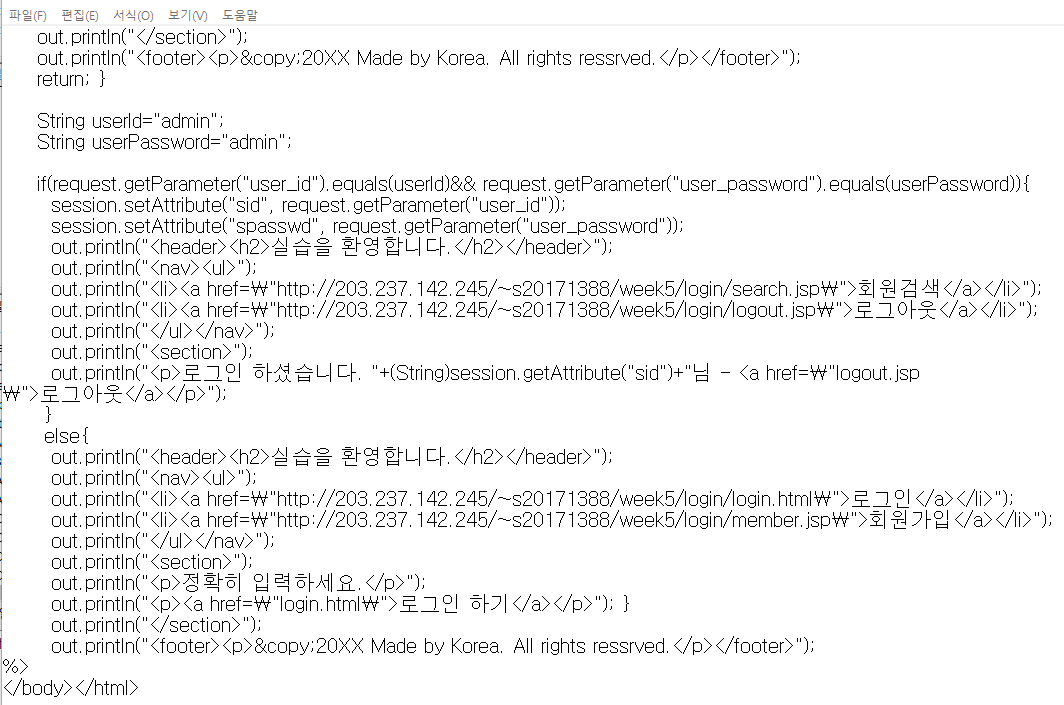 파일(F) 편집(E) 서식(O) 보기(V) 도움말
out.println("</section>");
out.println("<footer><p>&copy;20XX Made by Korea. All rights ressrved.</p></footer>");
return; }
String userId="admin";
String userPassword="admin";
if(request.getParameter("user_id").equals(userId)&& request.getParameter("user_password").equals(userPassword)){
session.setAttribute("sid", request.getParameter("user_id"));
session.setAttribute("spasswd", request.getParameter("user_password"));
out.println("<header><h2>실습을 환영합니다.</h2></header>");
out.println("<nav><ul>");
out.println("<li><a href=₩"http://203.237.142.245/~s20171388/week5/login/search.jsp₩">회원검색</a></li>");
out.println("<li><a href=₩"http://203.237.142.245/~s20171388/week5/login/logout.jsp₩">로그아웃</a></li>");
out.println("</ul></nav>");
out.println("<section>");
out.println("<p>로그인 하셨습니다. "+(String)session.getAttribute("sid")+"님 - <a href=₩"logout.jsp
₩">로그아웃</a></p>");
}
else{
out.println("<header><h2>실습을 환영합니다.</h2></header>");
out.println("<nav><ul>");
out.println("<li><a href=₩"http://203.237.142.245/~s20171388/week5/login/login.html₩">로그인</a></li>");
out.println("<li><a href=₩"http://203.237.142.245/~s20171388/week5/login/member.jsp₩">회원가입</a></li>");
out.println("</ul></nav>");
out.println("<section>");
out.println("<p>정확히 입력하세요.</p>");
out.println("<p><a href=₩"login.html₩">로그인 하기</a></p>"); }
out.println("</section>");
out.println("<footer><p>&copy;20XX Made by Korea. All rights ressrved.</p></footer>");
%>
</body></html>